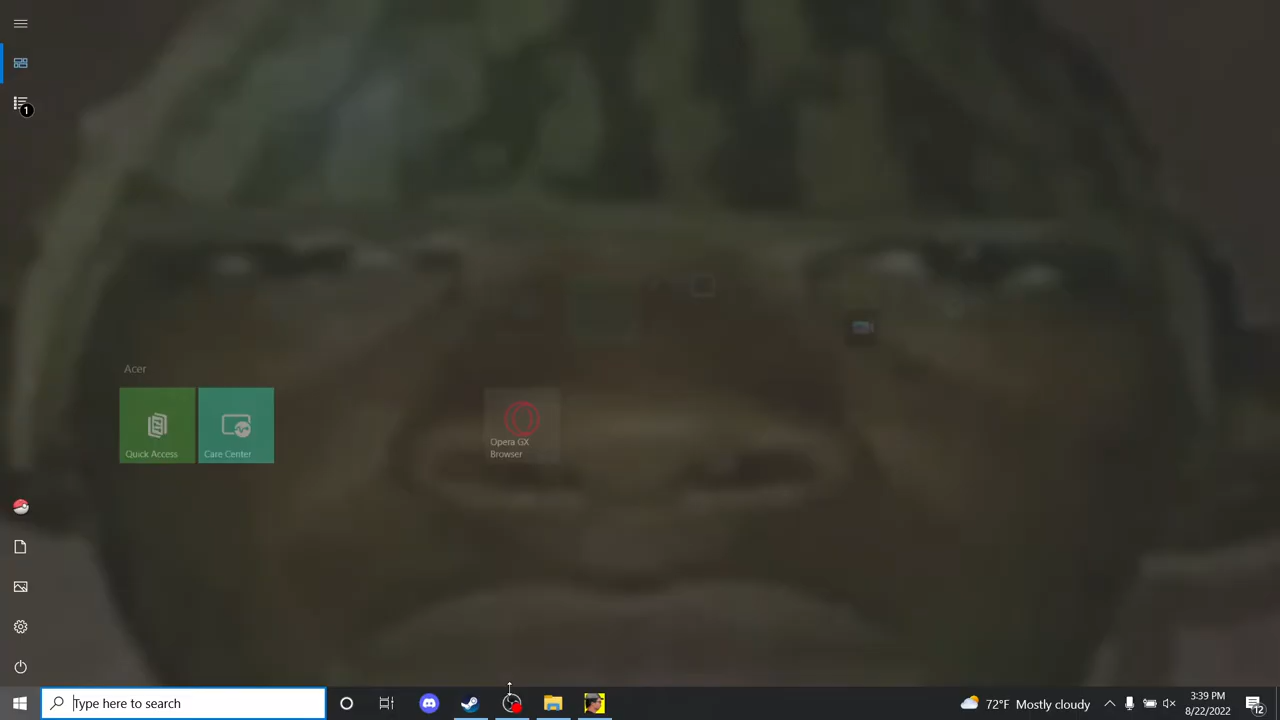 1
Acer
Quick Access
Care Center
Opera GX
Browser
Type here to search
72°F Mostly cloudy
3:39 PM
8/22/2022
12